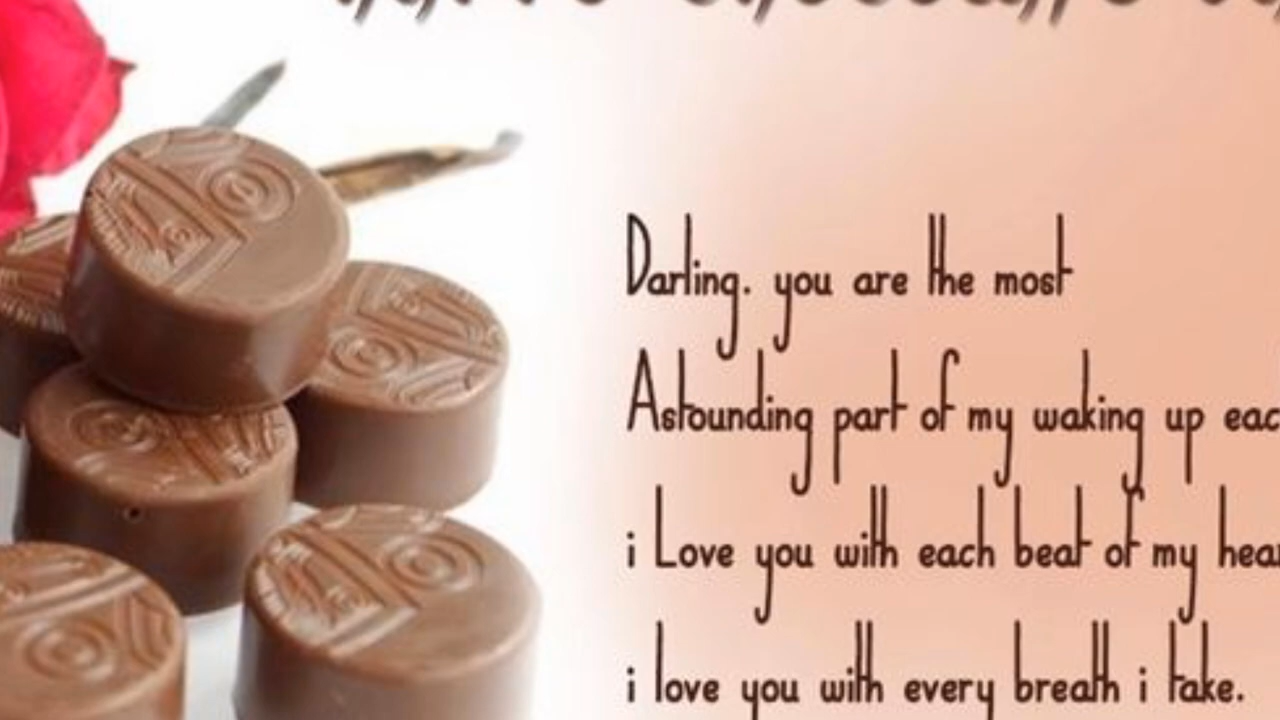 Darling. you are the most
Astounding part of my waking up
i Love you with each beat of my
i love you with every breath i take.